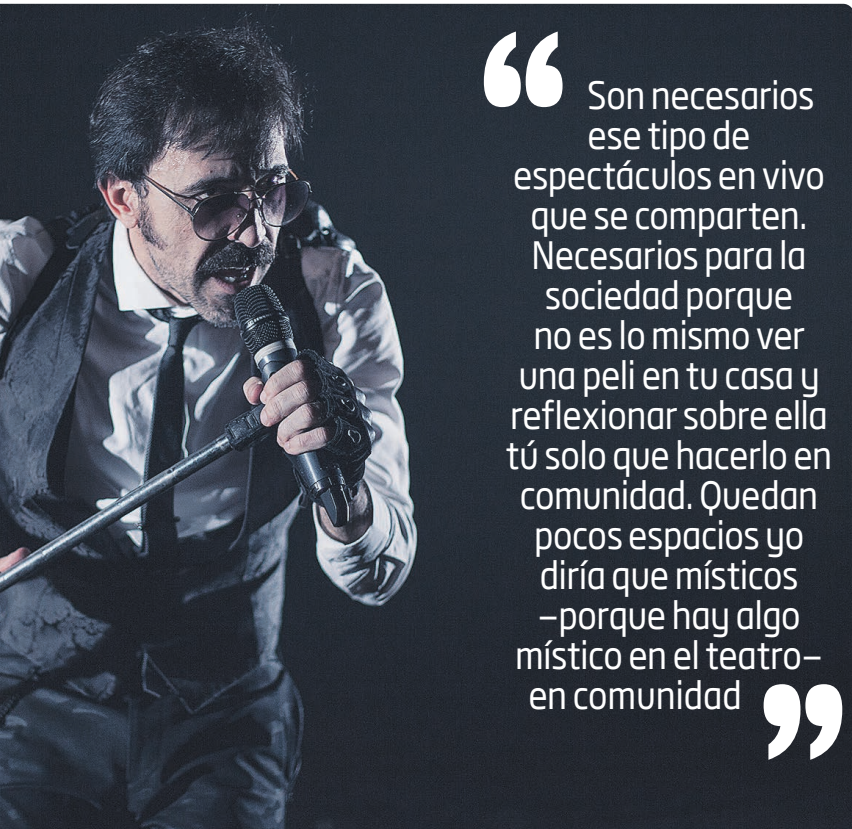 “ Son necesarios
ese tipo de
espectáculos en vivo
que se comparten.
Necesarios para la
sociedad porque
no es lo mismo ver
una peli en tu casa y
reflexionar sobre ella
tú solo que hacerlo en
comunidad. Quedan
pocos espacios yo
diría que místicos
–porque hay algo
místico en el teatro–
en comunidad ”